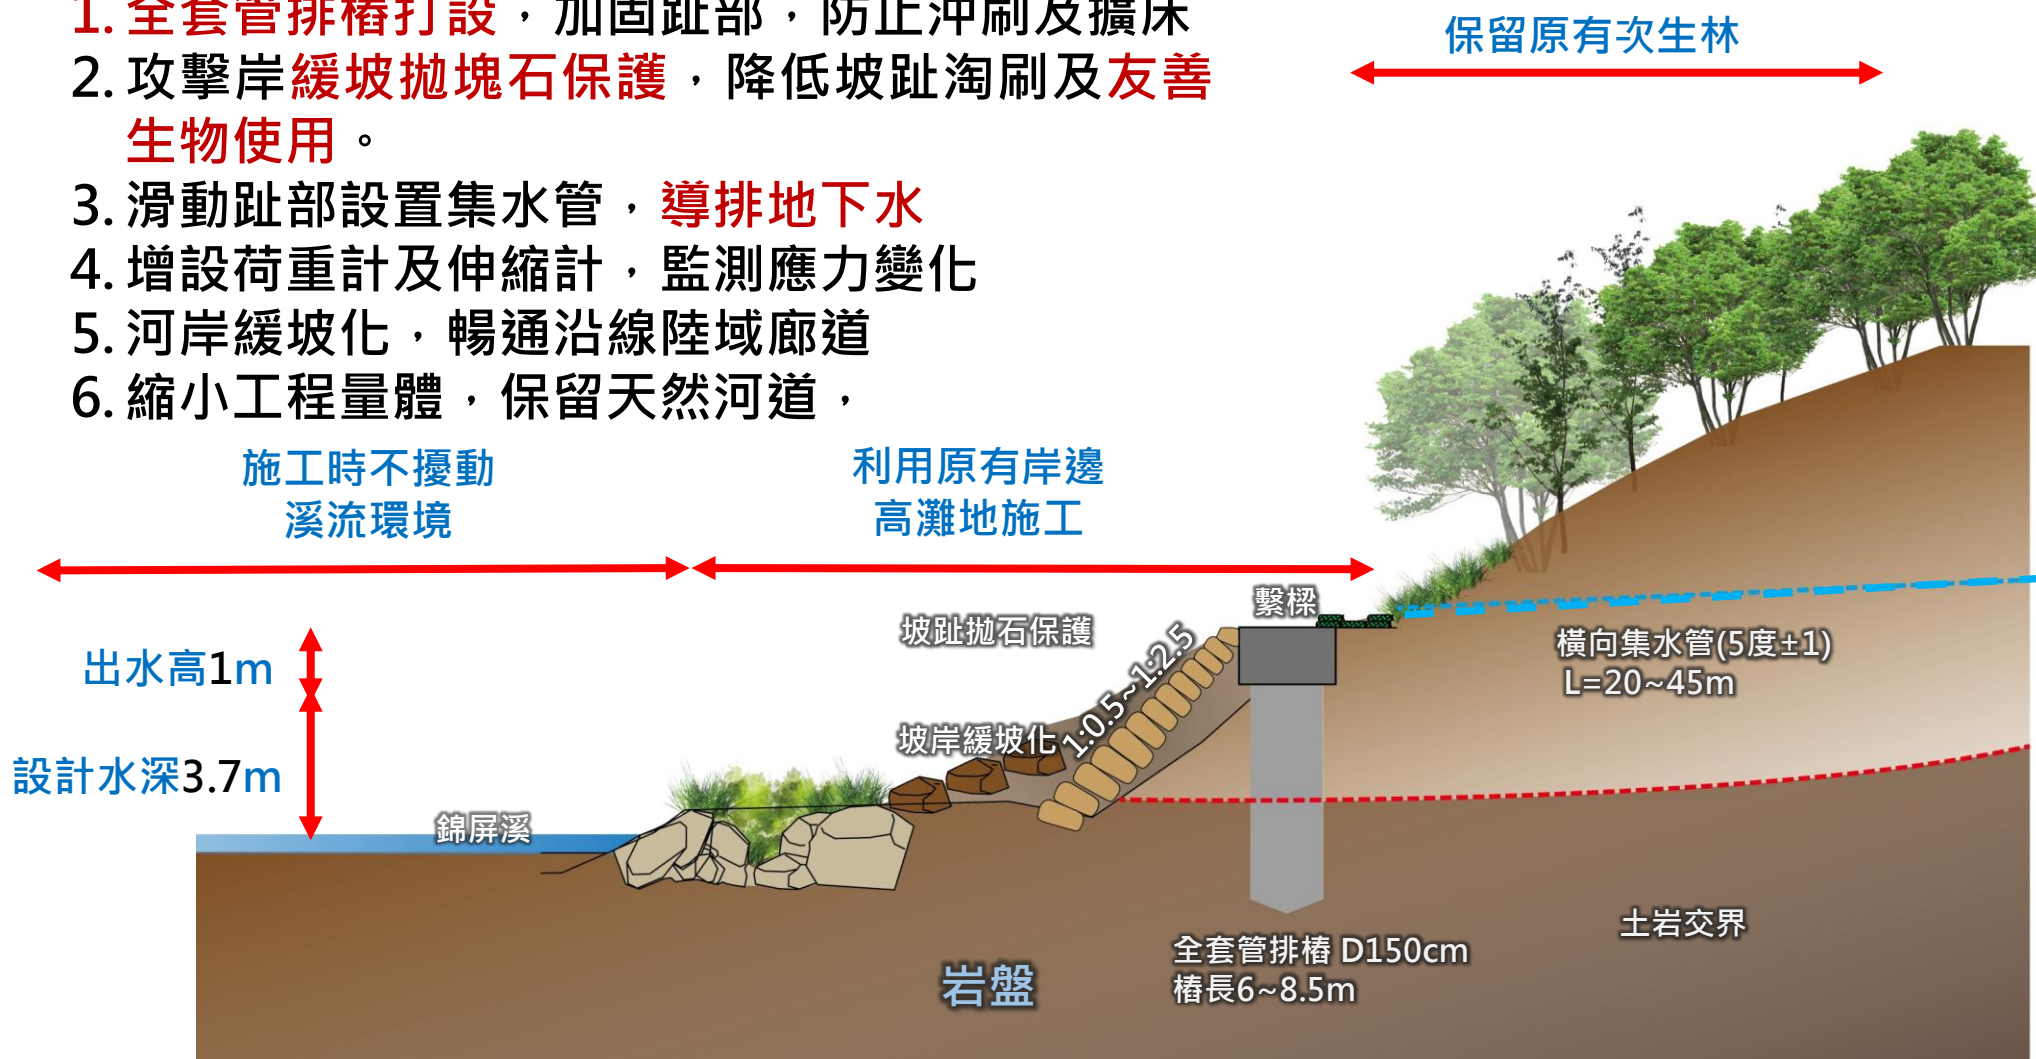 1. 全套管排樁打設，加固趾部，防止沖刷及擴床
2. 攻擊岸緩坡拋塊石保護，降低坡趾淘刷及友善
生物使用。
3. 滑動趾部設置集水管，導排地下水
4. 增設荷重計及伸縮計，監測應力變化
5. 河岸緩坡化，暢通沿線陸域廊道
6. 縮小工程量體，保留天然河道，
保留原有次生林
施工時不擾動
溪流環境
利用原有岸邊
高灘地施工
繫樑
坡趾拋石保護
1:0.5~1:2.5
橫向集水管(5度±1)
L=20~45m
出水高1m
坡岸緩坡化
設計水深3.7m
錦屏溪
土岩交界
全套管排樁 D150cm
樁長6~8.5m
岩盤